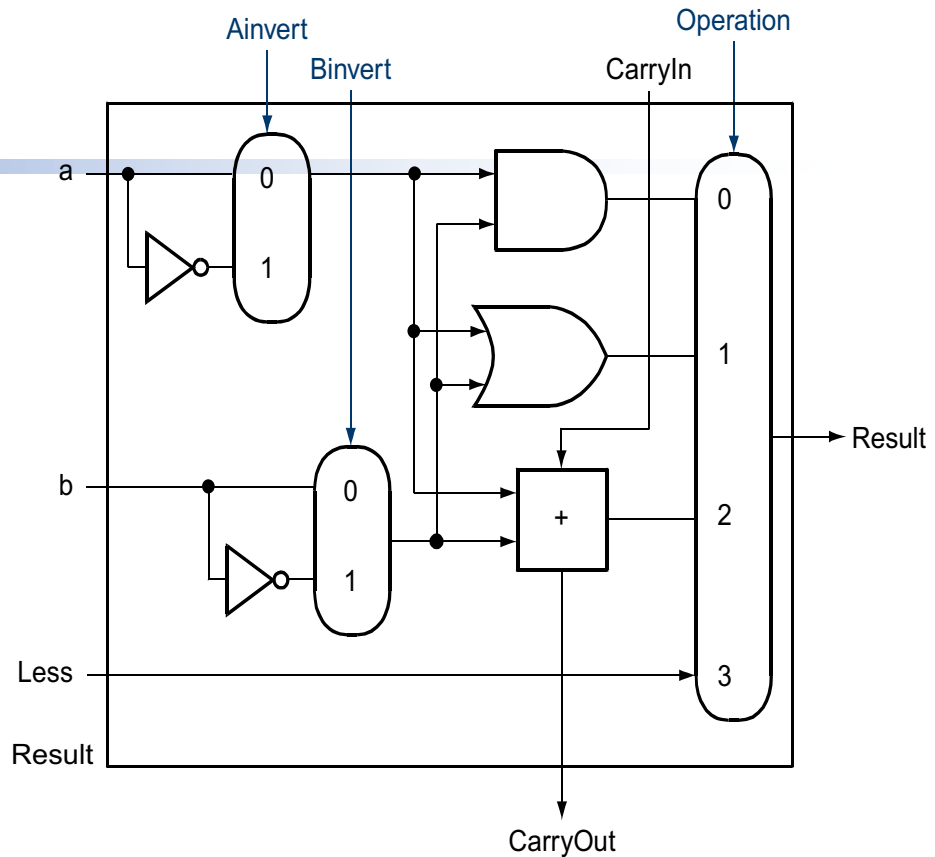 Operation
Ainvert
Binvert
CarryIn
a
0
0
1
1
Result
b
0
2
+
1
Less
3
Result
CarryOut